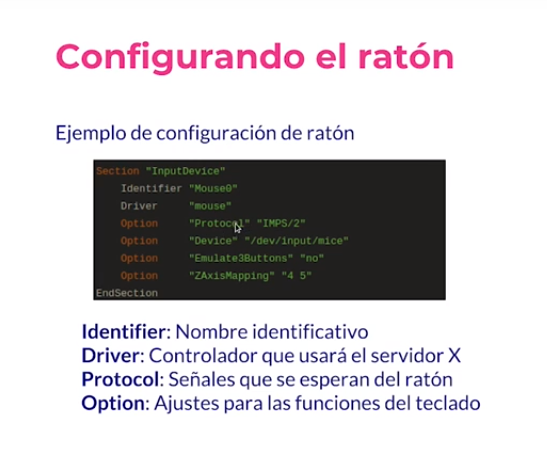 Configurando el ratón
Ejemplo de configuración de ratón
Section "InputDevice"
Identifier "Mouse0"
Driver "mouse"
Option "Protocol" "IMPS/2"
Option "Device" "/dev/input/mice"
Option "Emulate3Buttons" "no"
Option "ZAxisMapping" "4 5"
EndSection
Identifier: Nombre identificativo
Driver: Controlador que usará el servidor X
Protocol: Señales que se esperan del ratón
Option: Ajustes para las funciones del teclado